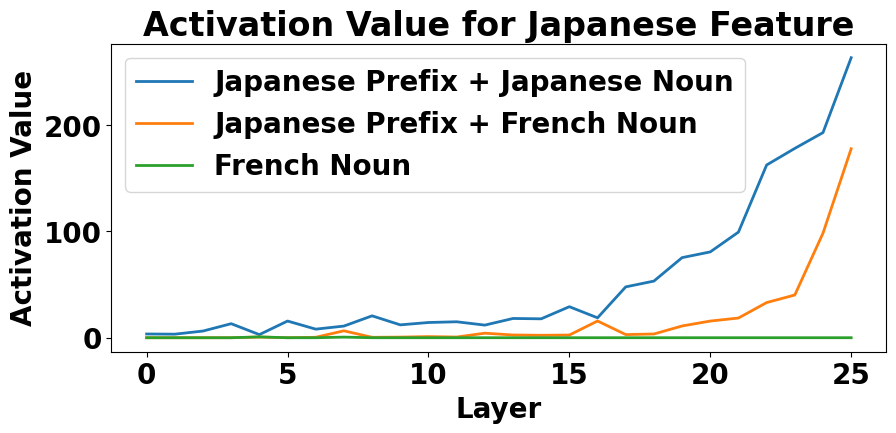 Activation Value for Japanese Feature
Japanese Prefix + Japanese Noun
Japanese Prefix + French Noun
French Noun
Activation Value
200
100
0
0 5 10 15 20 25
Layer